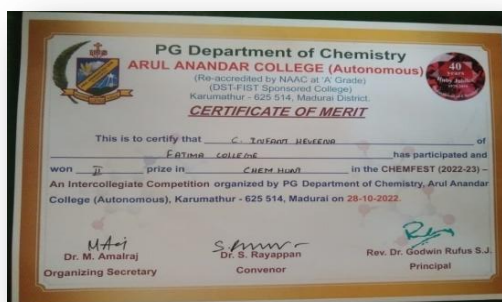 PG Department of Chemistry
ARUL ANANDAR COLLEGE (Autonomous)
(Re-accredited by NAAC at 'A' Grade)
(DST-FIST Sponsored College)
Karumathur - 625 514, Madurai District.
40
YEARS
CERTIFICATE OF MERIT
This is to certify that C. INFANT HEVEENA of
FATIMA COLLEGE has participated and
won II prize in CHEM HUNT in the CHEMFEST (2022-23) –
An Intercollegiate Competition organized by PG Department of Chemistry, Arul Anandar
College (Autonomous), Karumathur - 625 514, Madurai on 28-10-2022.
Dr. M. Amalraj
Organizing Secretary
Dr. S. Rayappan
Convenor
Rev. Dr. Godwin Rufus S.J.
Principal